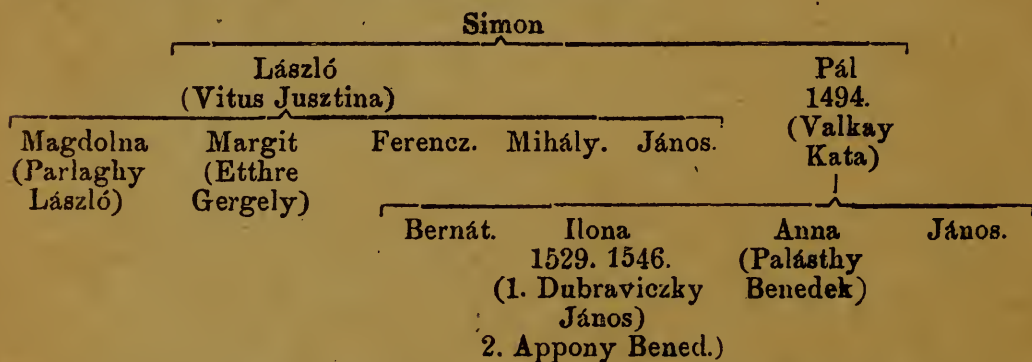 Simon
László Pál
(Vitus Jusztina) 1494.
(Valkay
Magdolna Margit Ferencz. Mihály. János. Kata)
(Parlaghy (Etthre
László) Gergely)
Bernát. Ilona Anna János.
1529. 1546. (Palásthy
(1. Dubraviczky Benedek)
János)
2. Appony Bened.)